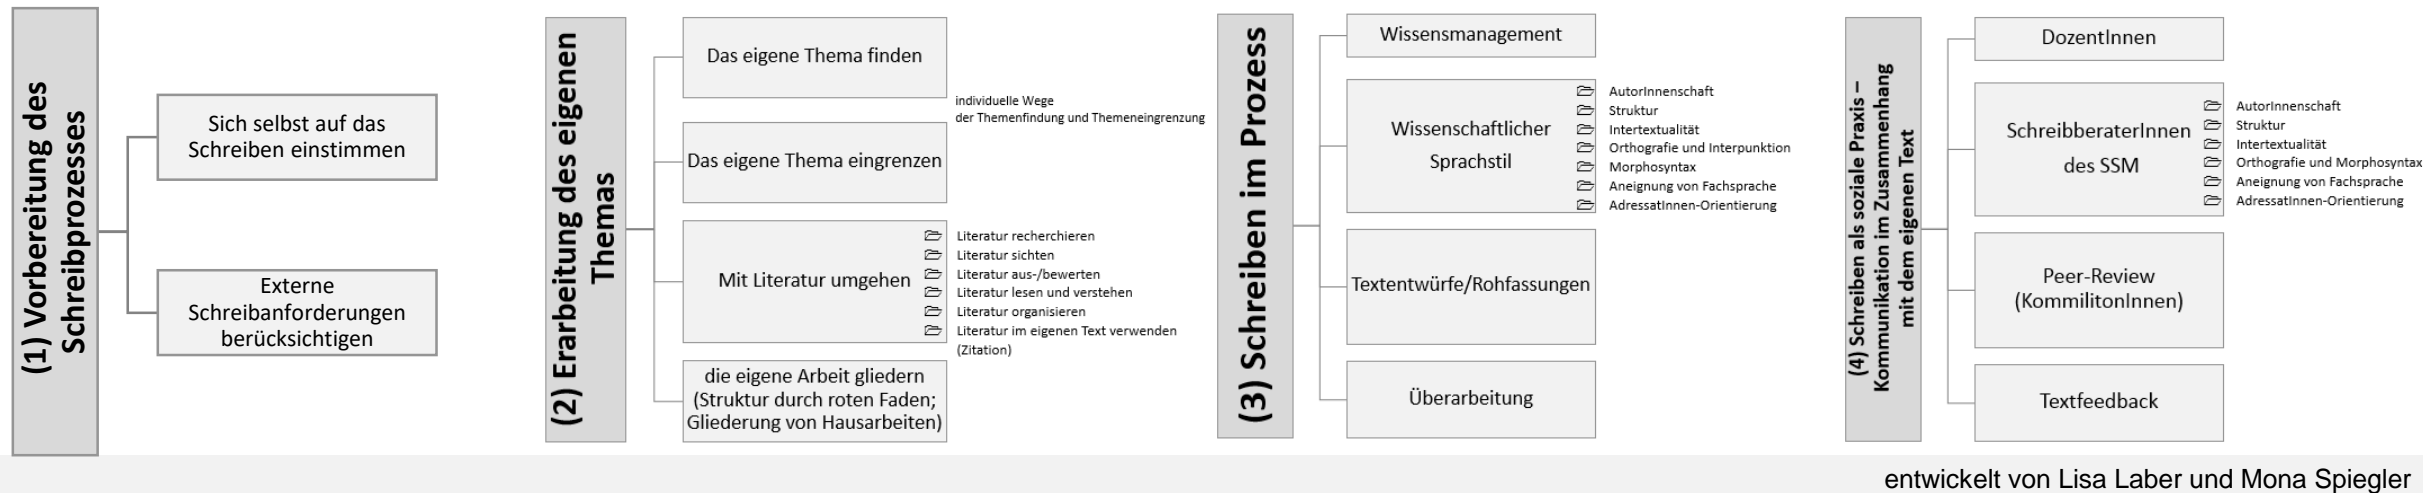 (1) Vorbereitung des
Schreibprozesses
Sich selbst auf das
Schreiben einstimmen
Externe
Schreibanforderungen
berücksichtigen
(2) Erarbeitung des eigenen
Themas
Das eigene Thema finden
individuelle Wege
der Themenfindung und Themeneingrenzung
Das eigene Thema eingrenzen
Mit Literatur umgehen
Literatur recherchieren
Literatur sichten
Literatur aus-/bewerten
Literatur lesen und verstehen
Literatur organisieren
Literatur im eigenen Text verwenden
(Zitation)
die eigene Arbeit gliedern
(Struktur durch roten Faden;
Gliederung von Hausarbeiten)
(3) Schreiben im Prozess
Wissensmanagement
Wissenschaftlicher
Sprachstil
AutorInnenschaft
Struktur
Intertextualität
Orthografie und Interpunktion
Morphosyntax
Aneignung von Fachsprache
AdressatInnen-Orientierung
Textentwürfe/Rohfassungen
Überarbeitung
(4) Schreiben als soziale Praxis –
Kommunikation im Zusammenhang
mit dem eigenen Text
DozentInnen
SchreibberaterInnen
des SSM
AutorInnenschaft
Struktur
Intertextualität
Orthografie und Morphosyntax
Aneignung von Fachsprache
AdressatInnen-Orientierung
Peer-Review
(KommilitonInnen)
Textfeedback
entwickelt von Lisa Laber und Mona Spiegler